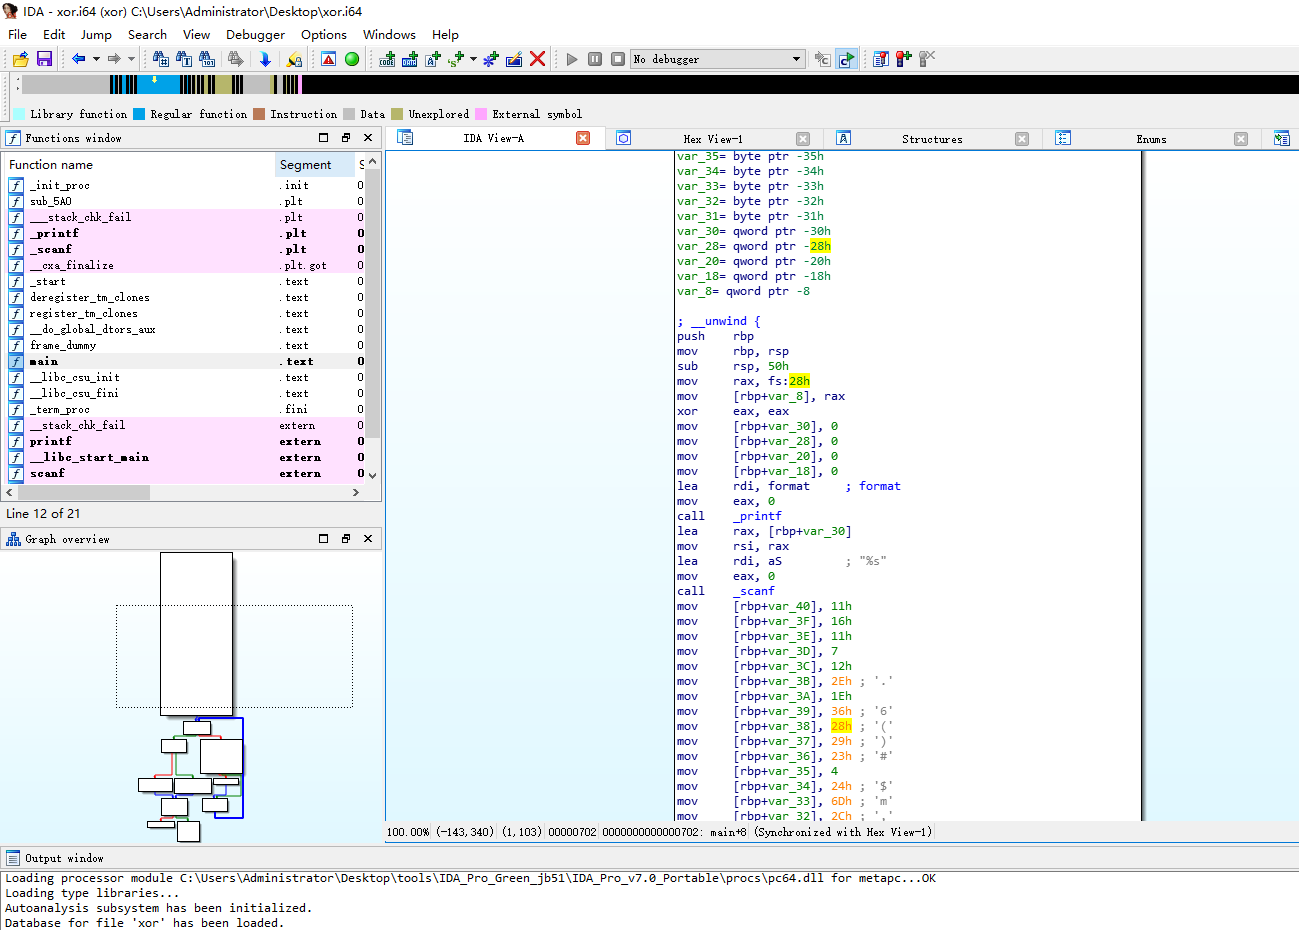 IDA - xor.i64 (xor) C:\Users\Administrator\Desktop\xor.i64
File Edit Jump Search View Debugger Options Windows Help
No debugger
Library function Regular function Instruction Data Unexplored External symbol
Functions window
Function name Segment S
_init_proc .init 0
sub_5A0 .plt 0
___stack_chk_fail .plt 0
_printf .plt 0
_scanf .plt 0
__cxa_finalize .plt.got 0
_start .text 0
deregister_tm_clones .text 0
register_tm_clones .text 0
__do_global_dtors_aux .text 0
frame_dummy .text 0
main .text 0
__libc_csu_init .text 0
__libc_csu_fini .text 0
_term_proc .fini 0
__stack_chk_fail extern 0
printf extern 0
__libc_start_main extern 0
scanf extern 0
Line 12 of 21
Graph overview
IDA View-A Hex View-1 Structures Enums
var_35= byte ptr -35h
var_34= byte ptr -34h
var_33= byte ptr -33h
var_32= byte ptr -32h
var_31= byte ptr -31h
var_30= qword ptr -30h
var_28= qword ptr -28h
var_20= qword ptr -20h
var_18= qword ptr -18h
var_8= qword ptr -8
; __unwind {
push rbp
mov rbp, rsp
sub rsp, 50h
mov rax, fs:28h
mov [rbp+var_8], rax
xor eax, eax
mov [rbp+var_30], 0
mov [rbp+var_28], 0
mov [rbp+var_20], 0
mov [rbp+var_18], 0
lea rdi, format ; format
mov eax, 0
call _printf
lea rax, [rbp+var_30]
mov rsi, rax
lea rdi, aS ; "%s"
mov eax, 0
call _scanf
mov [rbp+var_40], 11h
mov [rbp+var_3F], 16h
mov [rbp+var_3E], 11h
mov [rbp+var_3D], 7
mov [rbp+var_3C], 12h
mov [rbp+var_3B], 2Eh ; '.'
mov [rbp+var_3A], 1Eh
mov [rbp+var_39], 36h ; '6'
mov [rbp+var_38], 28h ; '('
mov [rbp+var_37], 29h ; ')'
mov [rbp+var_36], 23h ; '#'
mov [rbp+var_35], 4
mov [rbp+var_34], 24h ; '$'
mov [rbp+var_33], 6Dh ; 'm'
mov [rbp+var_32], 2Ch ; ','
100.00% (-143,340) (1,103) 00000702 0000000000000702: main+8 (Synchronized with Hex View-1)
Output window
Loading processor module C:\Users\Administrator\Desktop\tools\IDA_Pro_Green_jb51\IDA_Pro_v7.0_Portable\procs\pc64.dll for metapc...OK
Loading type libraries...
Autoanalysis subsystem has been initialized.
Database for file 'xor' has been loaded.